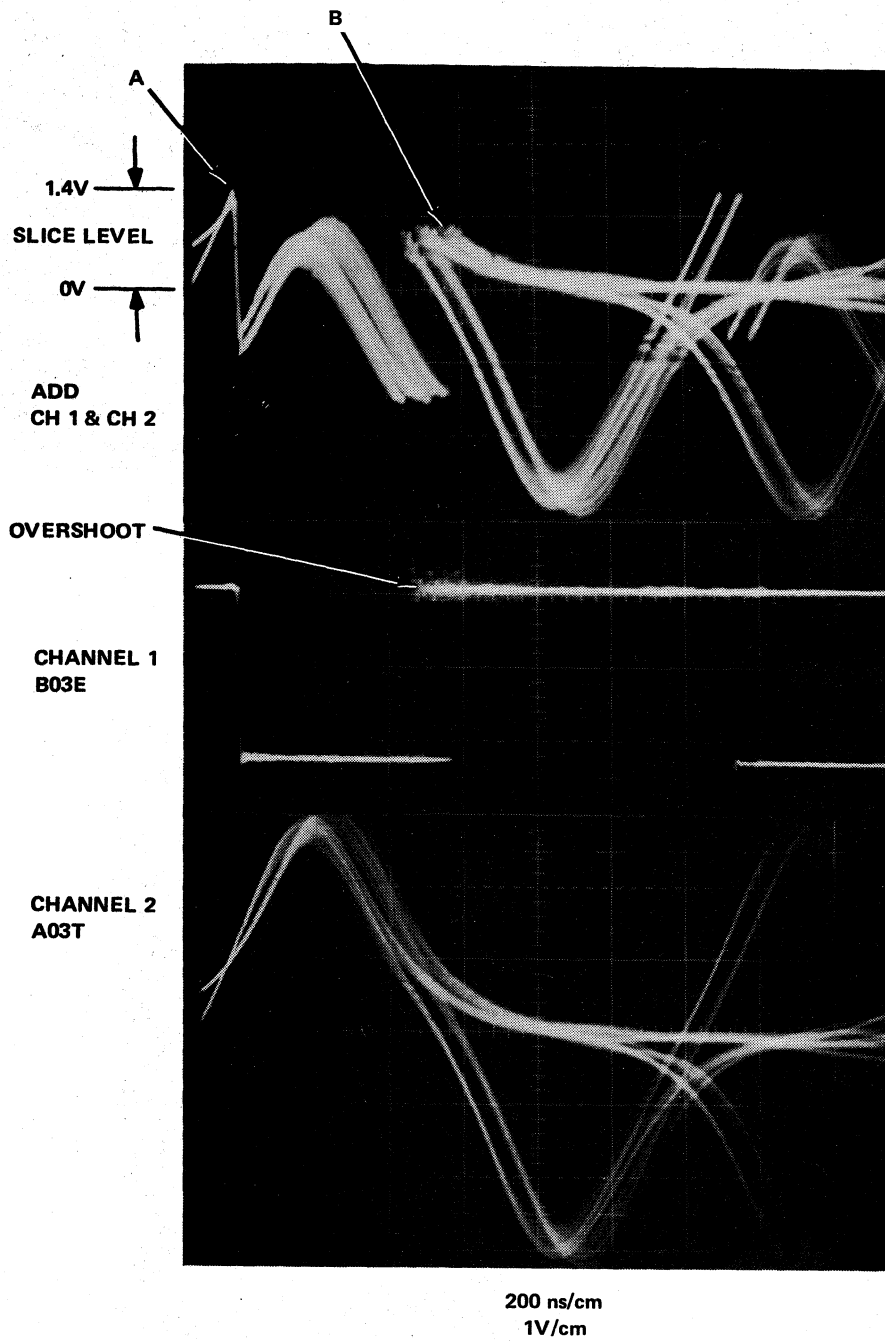 B
A
1.4V
SLICE LEVEL
0V
ADD
CH 1 & CH 2
OVERSHOOT
CHANNEL 1
B03E
CHANNEL 2
A03T
200 ns/cm
1V/cm